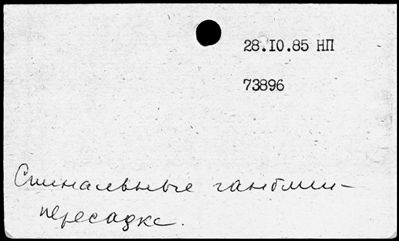 28.10.85 НП
73896
Спинальные ганглии -
пересадка.